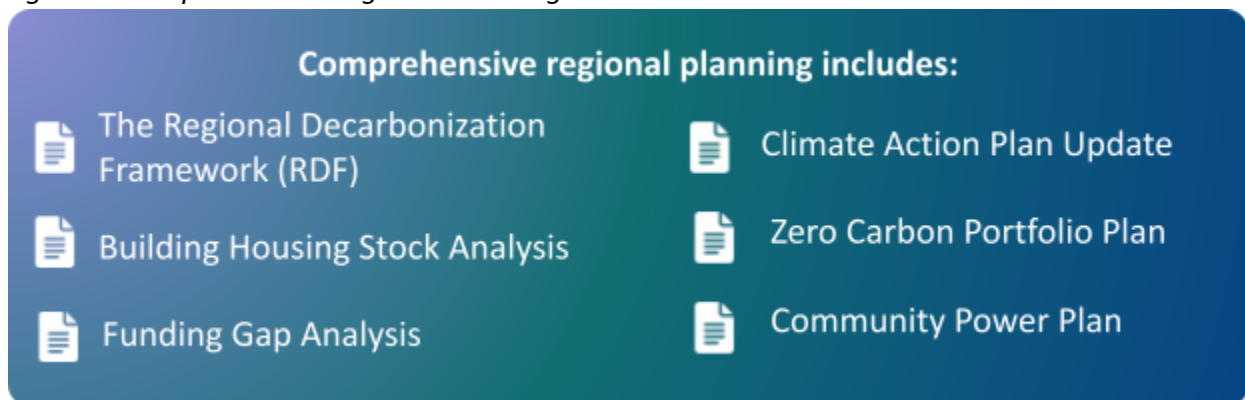 Comprehensive regional planning includes:
The Regional Decarbonization
Framework (RDF)
Building Housing Stock Analysis
Funding Gap Analysis
Climate Action Plan Update
Zero Carbon Portfolio Plan
Community Power Plan